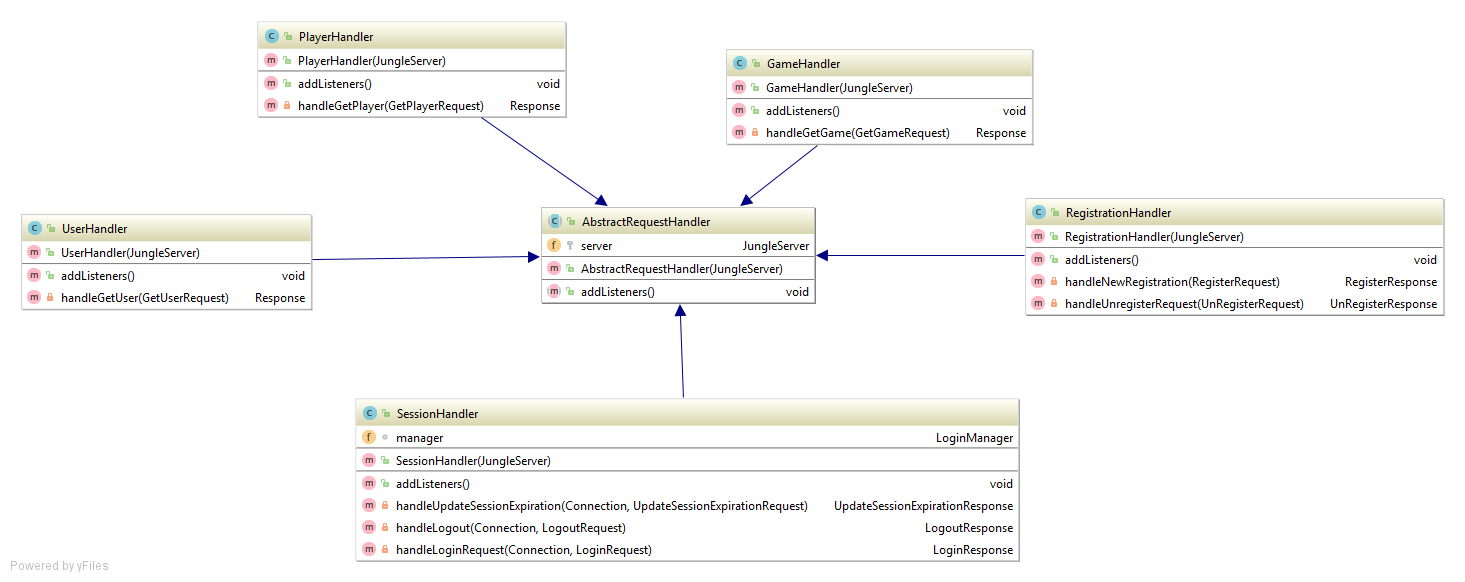 PlayerHandler
PlayerHandler(JungleServer)
addListeners() void
handleGetPlayer(GetPlayerRequest) Response
GameHandler
GameHandler(JungleServer)
addListeners() void
handleGetGame(GetGameRequest) Response
UserHandler
UserHandler(JungleServer)
addListeners() void
handleGetUser(GetUserRequest) Response
AbstractRequestHandler
server JungleServer
AbstractRequestHandler(JungleServer)
addListeners() void
RegistrationHandler
RegistrationHandler(JungleServer)
addListeners() void
handleNewRegistration(RegisterRequest) RegisterResponse
handleUnregisterRequest(UnRegisterRequest) UnRegisterResponse
SessionHandler
manager LoginManager
SessionHandler(JungleServer)
addListeners() void
handleUpdateSessionExpiration(Connection, UpdateSessionExpirationRequest) UpdateSessionExpirationResponse
handleLogout(Connection, LogoutRequest) LogoutResponse
handleLoginRequest(Connection, LoginRequest) LoginResponse
Powered by yFiles